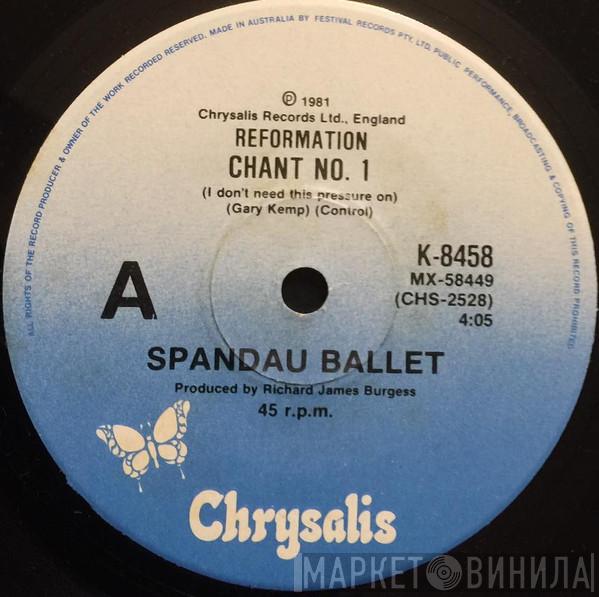 ALL RIGHTS OF THE RECORD PRODUCER & OWNER OF THE WORK RECORDED RESERVED. MADE IN AUSTRALIA BY FESTIVAL RECORDS PTY. LTD. PUBLIC PERFORMANCE, BROADCASTING & COPYING OF THIS RECORD PROHIBITED
℗ 1981
Chrysalis Records Ltd., England
REFORMATION
CHANT NO. 1
(I don't need this pressure on)
(Gary Kemp) (Control)
K-8458
MX-58449
(CHS-2528)
4:05
A
SPANDAU BALLET
Produced by Richard James Burgess
45 r.p.m.
Chrysalis
МАРКЕТ ВИНИЛА